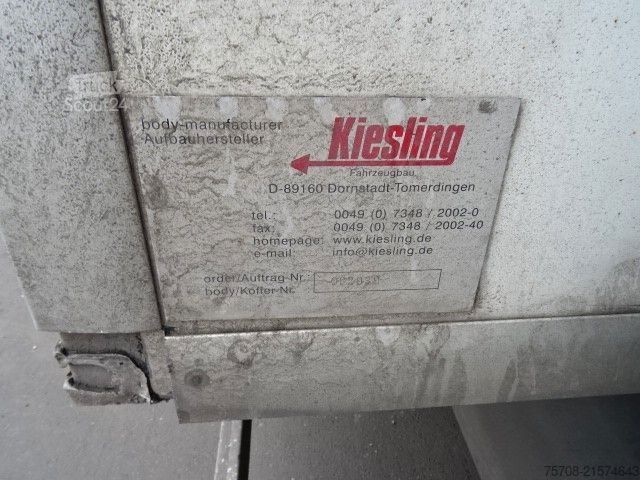 Truck
Scout24
body-manufacturer
Aufbauhersteller
Kiesling
Fahrzeugbau
D-89160 Dornstadt-Tomerdingen
tel.: 0049 (0) 7348 / 2002-0
fax: 0049 (0) 7348 / 2002-40
homepage: www.kiesling.de
e-mail: info@kiesling.de
order/Auftrag-Nr.:
body/Koffer-Nr.
75708-21574643